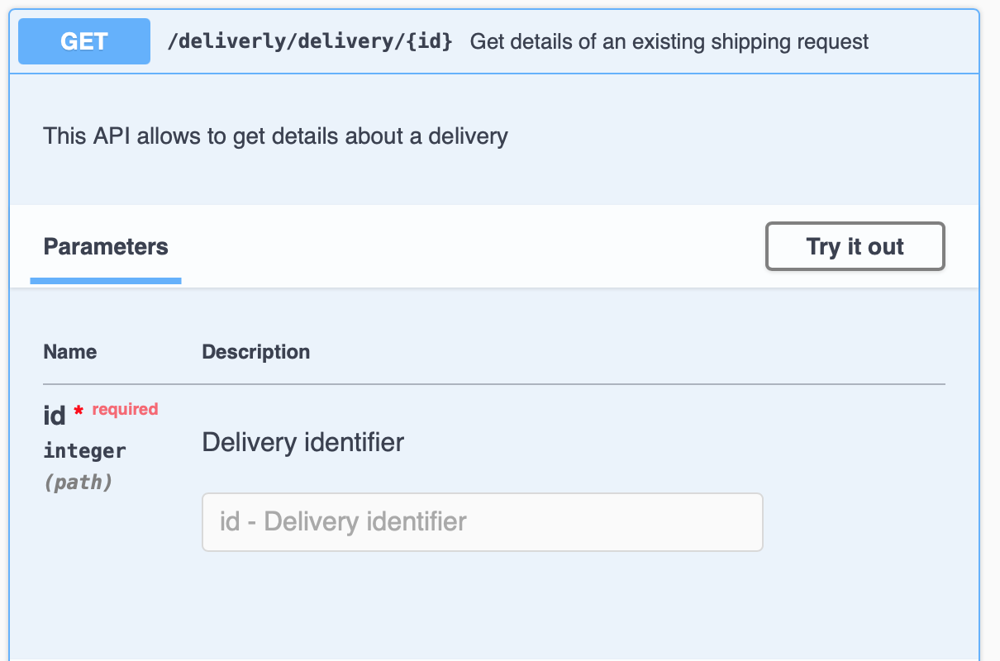 GET /deliverly/delivery/{id} Get details of an existing shipping request
This API allows to get details about a delivery
Parameters Try it out
Name Description
id * required
integer
(path)
Delivery identifier
id - Delivery identifier